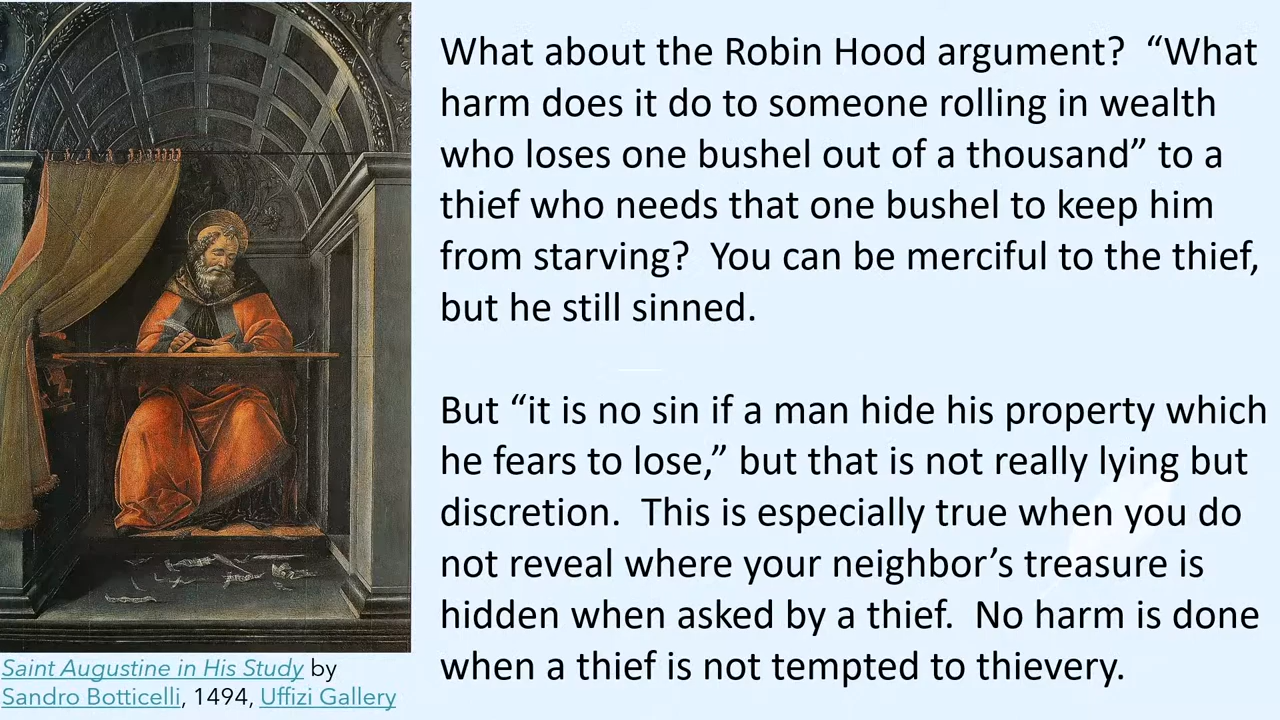 What about the Robin Hood argument?  “What
harm does it do to someone rolling in wealth
who loses one bushel out of a thousand” to a
thief who needs that one bushel to keep him
from starving?  You can be merciful to the thief,
but he still sinned.
But “it is no sin if a man hide his property which
he fears to lose,” but that is not really lying but
discretion.  This is especially true when you do
not reveal where your neighbor’s treasure is
hidden when asked by a thief.  No harm is done
when a thief is not tempted to thievery.
Saint Augustine in His Study by
Sandro Botticelli, 1494, Uffizi Gallery